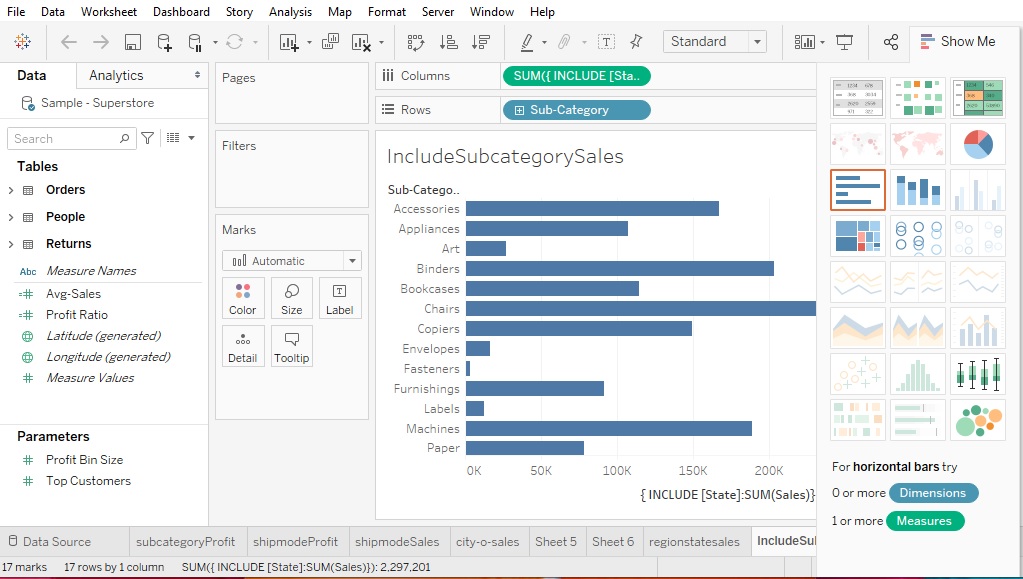 File Data Worksheet Dashboard Story Analysis Map Format Server Window Help
Standard
Show Me
Data Analytics
Sample - Superstore
Search
Tables
Orders
People
Returns
Abc Measure Names
Avg-Sales
Profit Ratio
Latitude (generated)
Longitude (generated)
Measure Values
Parameters
Profit Bin Size
Top Customers
Pages
Filters
Marks
Automatic
Color Size Label
Detail Tooltip
Columns SUM({ INCLUDE [Sta..
Rows Sub-Category
IncludeSubcategorySales
Sub-Catego..
Accessories
Appliances
Art
Binders
Bookcases
Chairs
Copiers
Envelopes
Fasteners
Furnishings
Labels
Machines
Paper
0K 50K 100K 150K 200K
{ INCLUDE [State]:SUM(Sales)}
For horizontal bars try
0 or more Dimensions
1 or more Measures
Data Source subcategoryProfit shipmodeProfit shipmodeSales city-o-sales Sheet 5 Sheet 6 regionstatesales IncludeSul
17 marks 17 rows by 1 column SUM({ INCLUDE [State]:SUM(Sales)}): 2,297,201